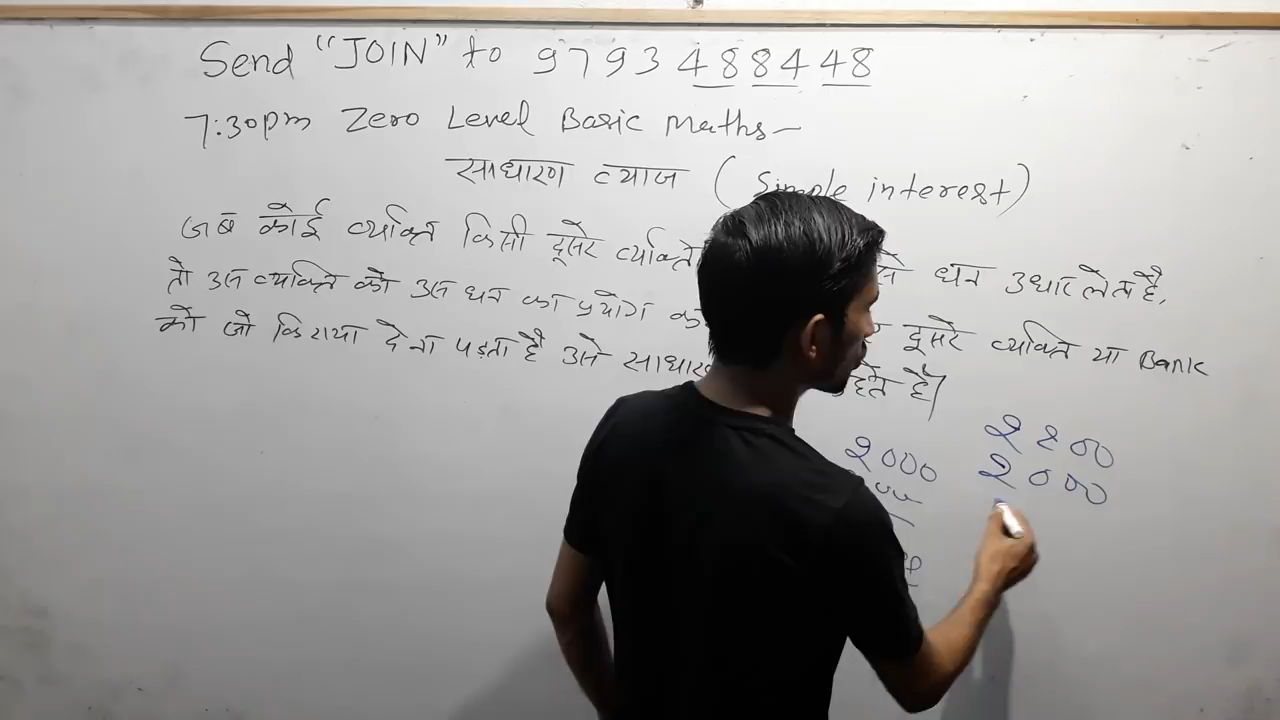 Send "JOIN" to 9793488448
7:30pm Zero Level Basic Maths-
साधारण व्याज ( Simple interest )
जब कोई व्यक्ति किसी दूसरे व्यक्ति से धन उधार लेता है,
तो उस व्यक्ति को उस धन का प्रयोग दूसरे व्यक्ति या Bank
को जो किराया देना पड़ता है उसे साधार कहते हैं।
2000
2200
2000